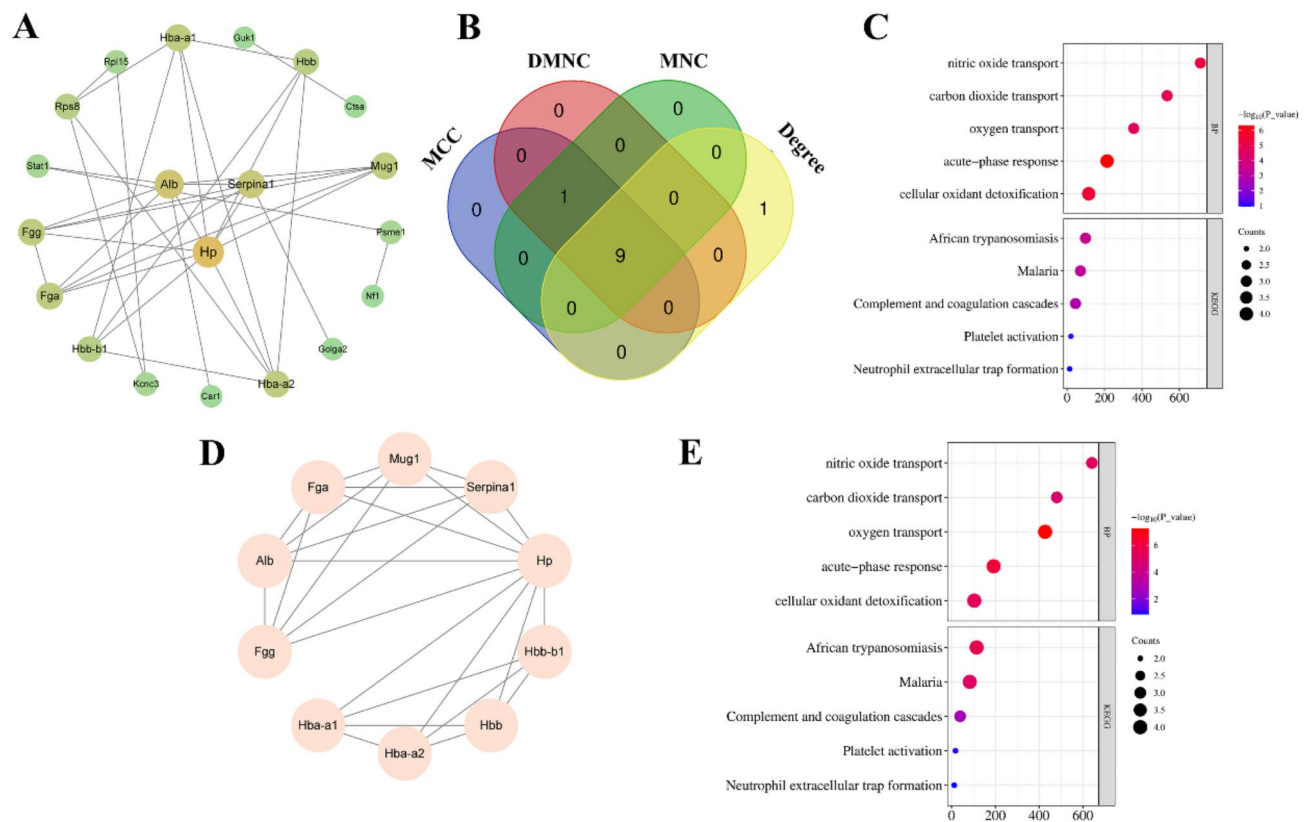 A
Hba-a1
Guk1
Rpl15
Hbb
Rps8
Ctsa
Stat1
Alb
Serpina1
Mug1
Fgg
Psme1
Hp
Fga
Nf1
Hbb-b1
Golga2
Kcnc3
Car1
Hba-a2
B
DMNC
MNC
MCC
Degree
0
0
0
0
0
0
1
0
1
0
9
0
0
0
0
C
nitric oxide transport
carbon dioxide transport
oxygen transport
acute−phase response
cellular oxidant detoxification
BP
African trypanosomiasis
Malaria
Complement and coagulation cascades
Platelet activation
Neutrophil extracellular trap formation
KEGG
0 200 400 600
−log₁₀(P_value)
6
5
4
3
2
1
Counts
2.0
2.5
3.0
3.5
4.0
D
Mug1
Fga
Serpina1
Alb
Hp
Fgg
Hbb-b1
Hba-a1
Hbb
Hba-a2
E
nitric oxide transport
carbon dioxide transport
oxygen transport
acute−phase response
cellular oxidant detoxification
BP
African trypanosomiasis
Malaria
Complement and coagulation cascades
Platelet activation
Neutrophil extracellular trap formation
KEGG
0 200 400 600
−log₁₀(P_value)
6
4
2
Counts
2.0
2.5
3.0
3.5
4.0